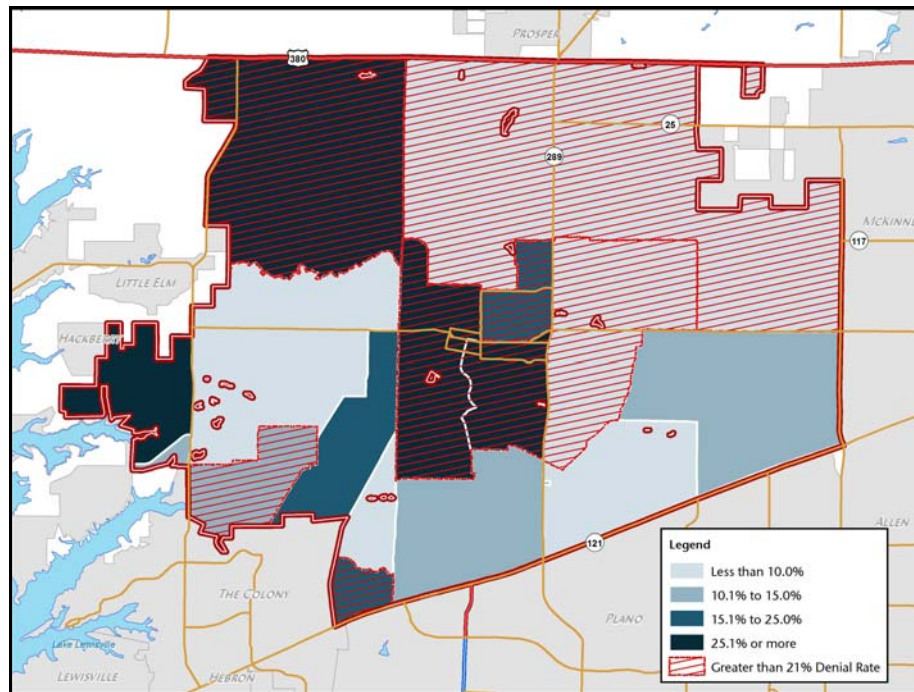 PROSPER
380
25
289
MCKINNE
117
LITTLE ELM
HACKBERRY
ALLEN
121
THE COLONY
PLANO
Lake Lewisville
LEWISVILLE
HEBRON
Legend
Less than 10.0%
10.1% to 15.0%
15.1% to 25.0%
25.1% or more
Greater than 21% Denial Rate